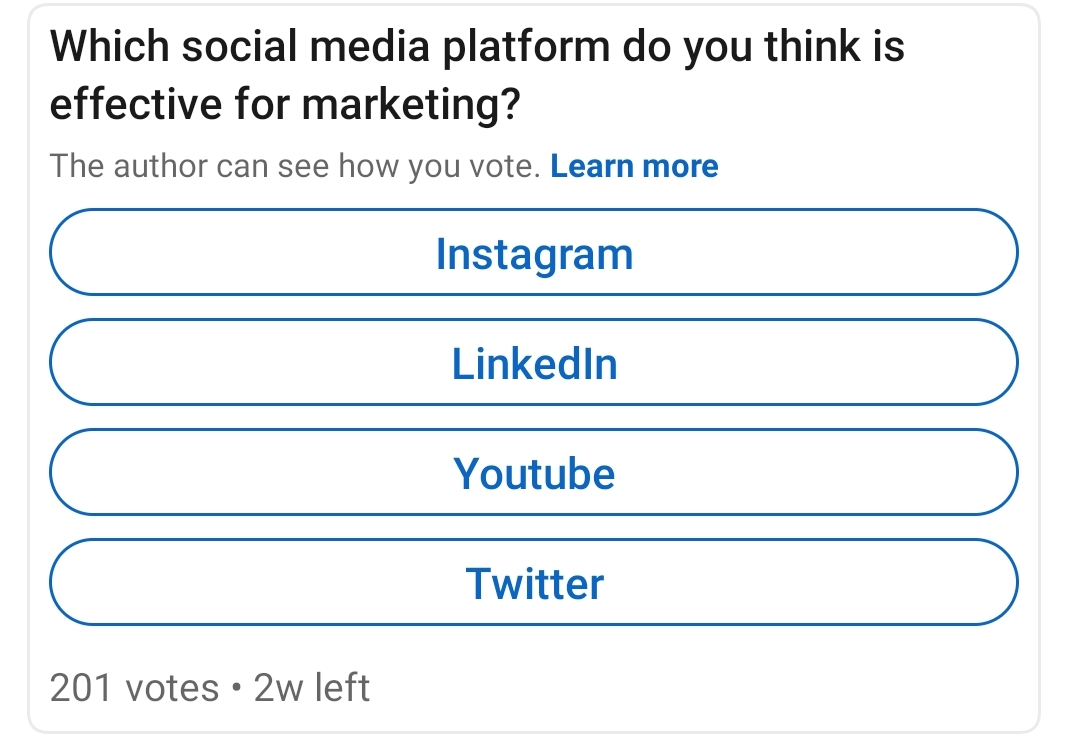 Which social media platform do you think is
effective for marketing?
The author can see how you vote. Learn more
Instagram
LinkedIn
Youtube
Twitter
201 votes • 2w left